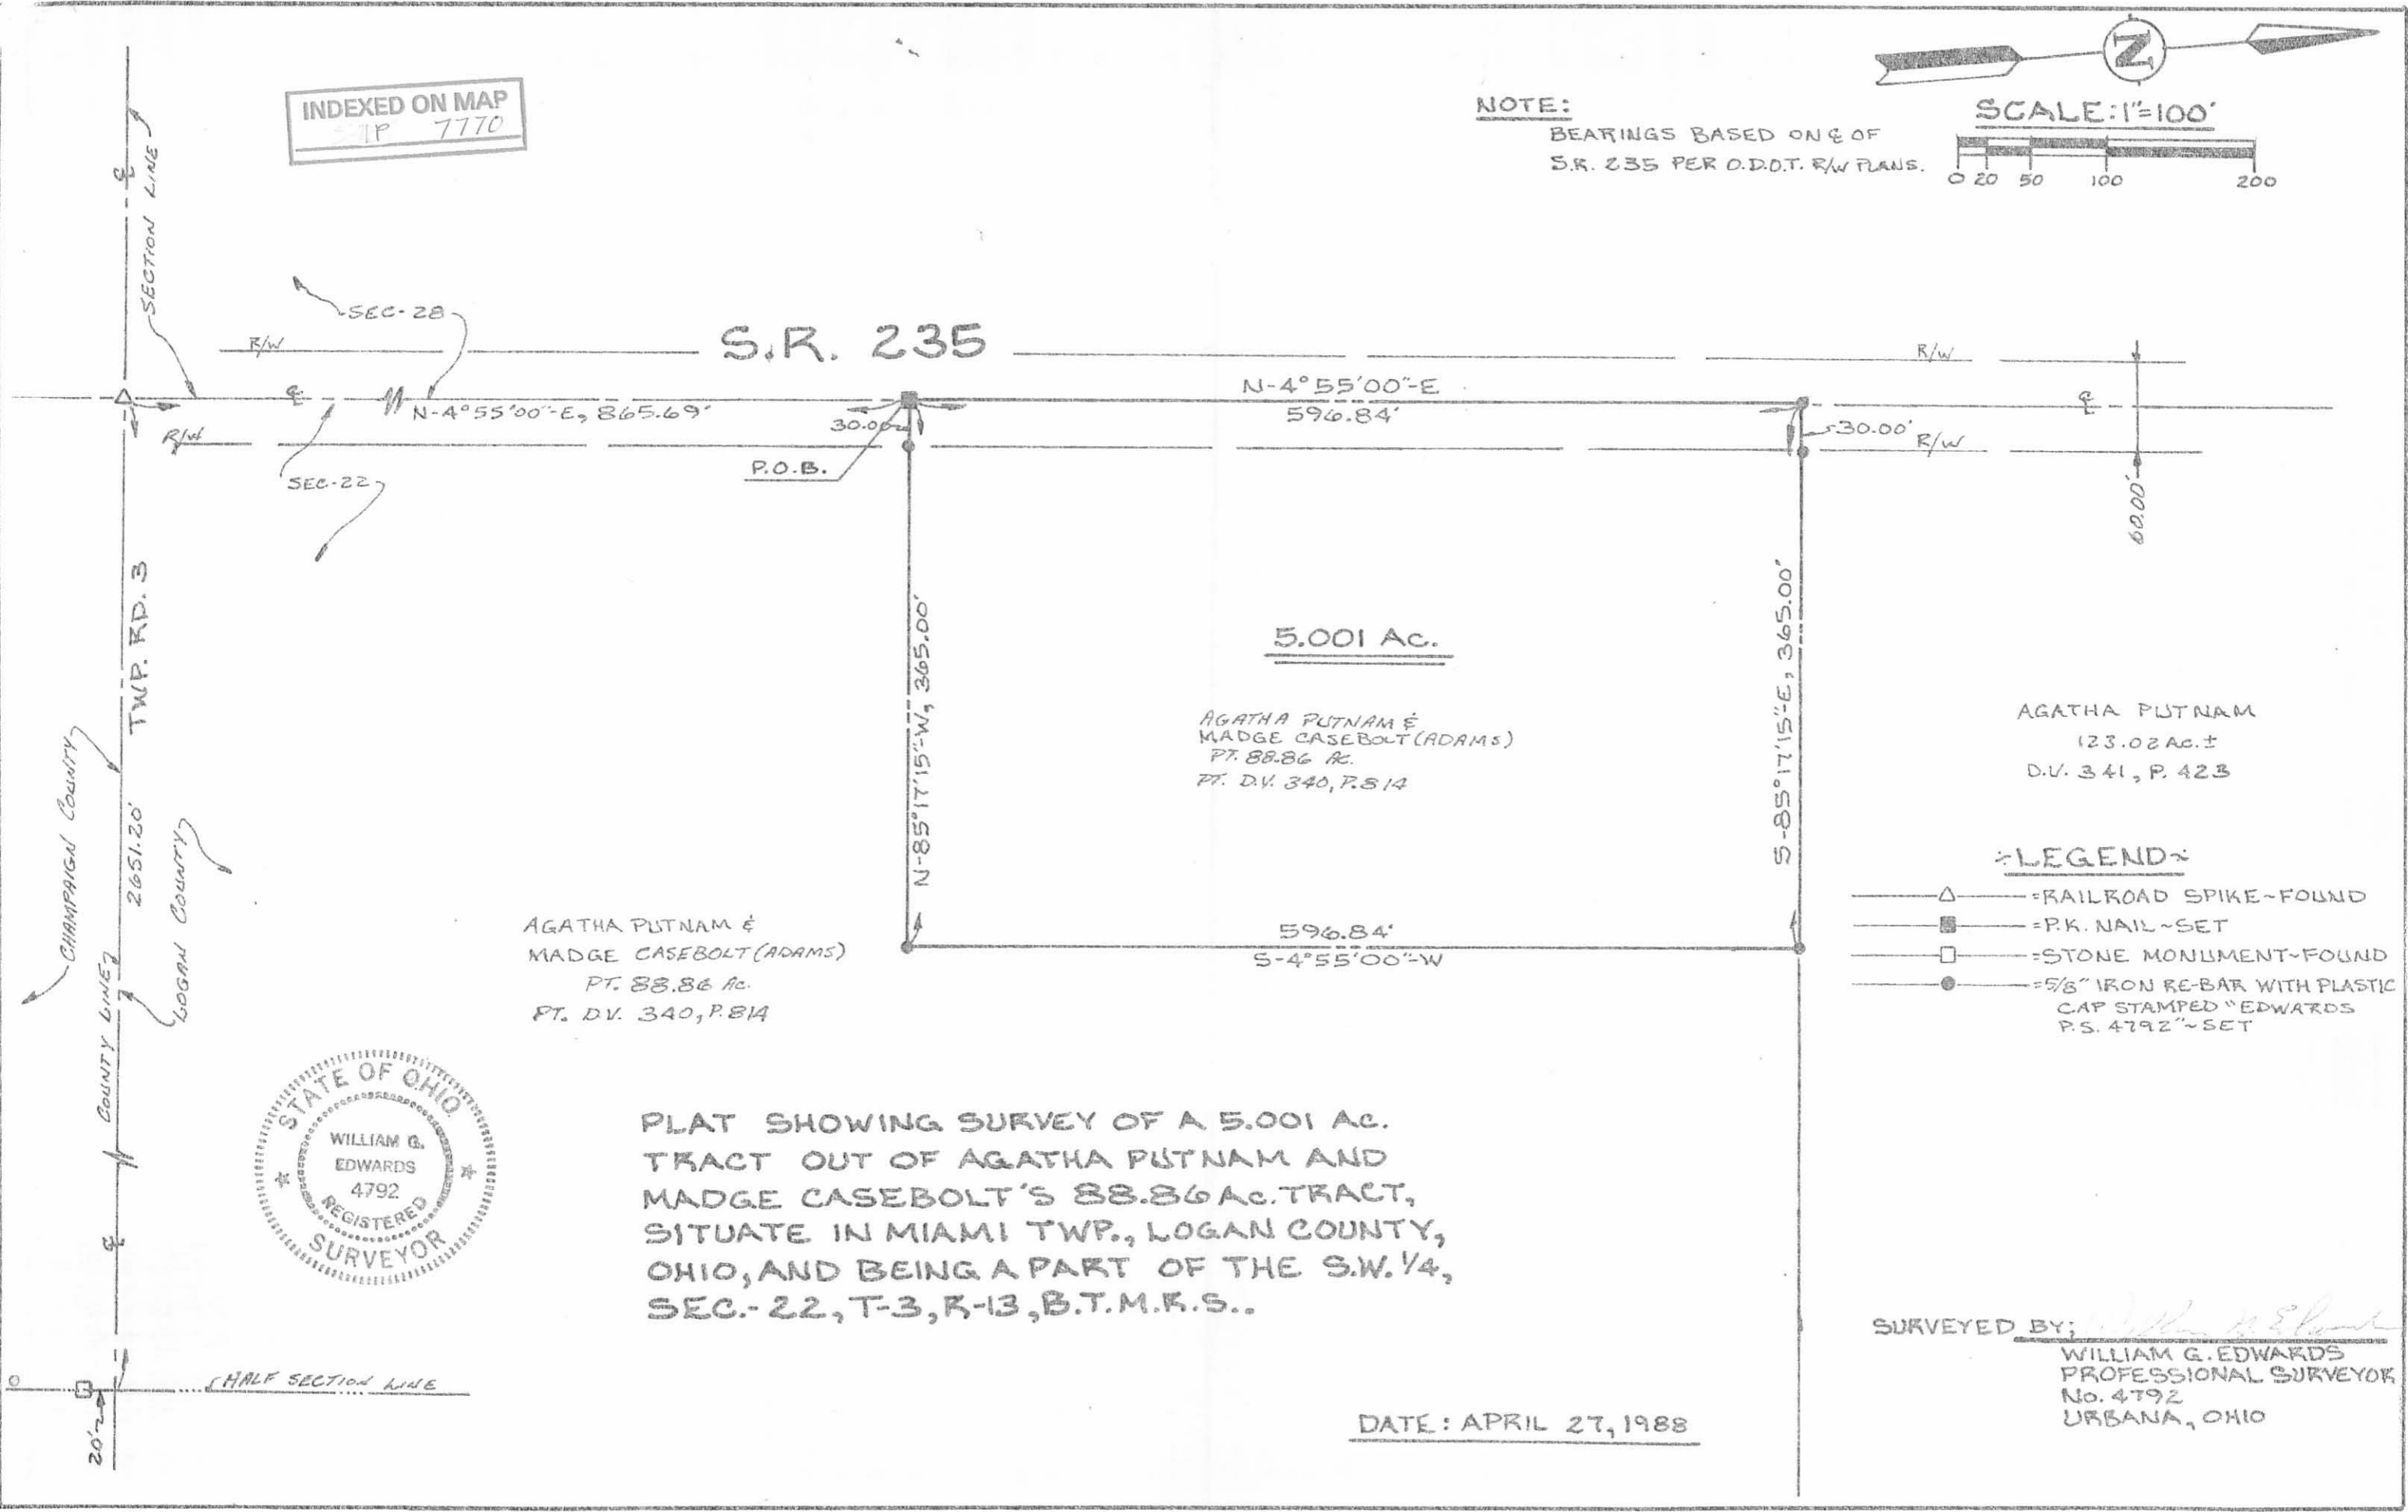 INDEXED ON MAP
7770
NOTE:
BEARINGS BASED ON ℄ OF
S.R. 235 PER O.D.O.T. R/W PLANS.
N
SCALE: 1"=100'
0 20 50 100 200
SECTION LINE
℄
SEC-28
R/W
S.R. 235
R/W
℄
N-4°55'00"-E, 865.69'
N-4°55'00"-E
596.84'
℄
R/W
30.00'
30.00'
R/W
P.O.B.
SEC-22
60.00'
TWP. RD. 3
2651.20'
CHAMPAIGN COUNTY
LOGAN COUNTY
COUNTY LINE
℄
N-85°17'15"-W, 365.00'
5.001 AC.
AGATHA PUTNAM &
MADGE CASEBOLT (ADAMS)
PT. 88.86 AC.
PT. D.V. 340, P.814
S-85°17'15"-E, 365.00'
AGATHA PUTNAM
123.02 AC.±
D.V. 341, P. 423
596.84'
S-4°55'00"-W
AGATHA PUTNAM &
MADGE CASEBOLT (ADAMS)
PT. 88.86 AC.
PT. D.V. 340, P.814
~LEGEND~
=RAILROAD SPIKE~FOUND
=P.K. NAIL~SET
=STONE MONUMENT~FOUND
=5/8" IRON RE-BAR WITH PLASTIC
CAP STAMPED "EDWARDS
P.S. 4792"~SET
STATE OF OHIO
WILLIAM G.
EDWARDS
4792
REGISTERED
SURVEYOR
PLAT SHOWING SURVEY OF A 5.001 AC.
TRACT OUT OF AGATHA PUTNAM AND
MADGE CASEBOLT'S 88.86 AC. TRACT,
SITUATE IN MIAMI TWP., LOGAN COUNTY,
OHIO, AND BEING A PART OF THE S.W. 1/4,
SEC.-22, T-3, R-13, B.T.M.R.S..
HALF SECTION LINE
20'
DATE: APRIL 27, 1988
SURVEYED BY;
WILLIAM G. EDWARDS
PROFESSIONAL SURVEYOR
No. 4792
URBANA, OHIO